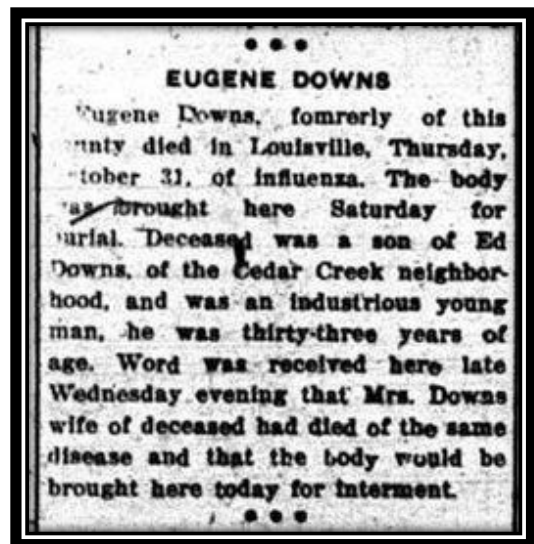 EUGENE DOWNS
Eugene Downs, fomrerly of this
county died in Louisville, Thursday,
October 31, of influenza. The body
was brought here Saturday for
burial. Deceased was a son of Ed
Downs, of the Cedar Creek neighbor-
hood, and was an industrious young
man, he was thirty-three years of
age. Word was received here late
Wednesday evening that Mrs. Downs
wife of deceased had died of the same
disease and that the body would be
brought here today for interment.